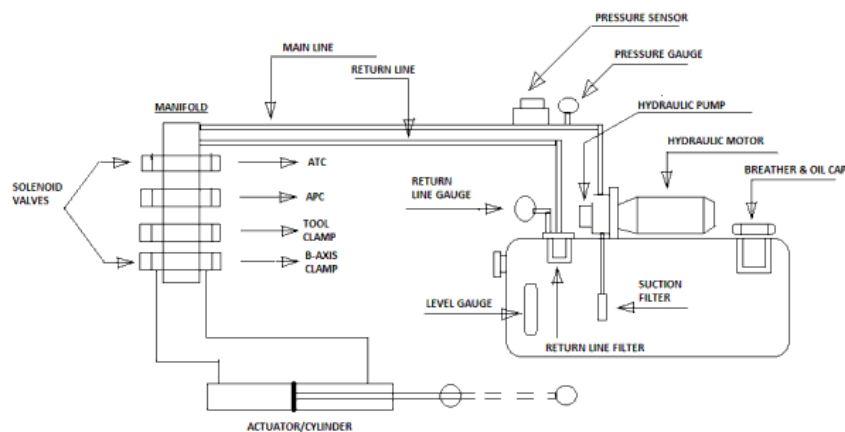 PRESSURE SENSOR
MAIN LINE
PRESSURE GAUGE
RETURN LINE
MANIFOLD
HYDRAULIC PUMP
HYDRAULIC MOTOR
ATC
BREATHER & OIL CAP
SOLENOID
VALVES
RETURN
LINE GAUGE
APC
TOOL
CLAMP
B-AXIS
CLAMP
SUCTION
FILTER
LEVEL GAUGE
RETURN LINE FILTER
ACTUATOR/CYLINDER